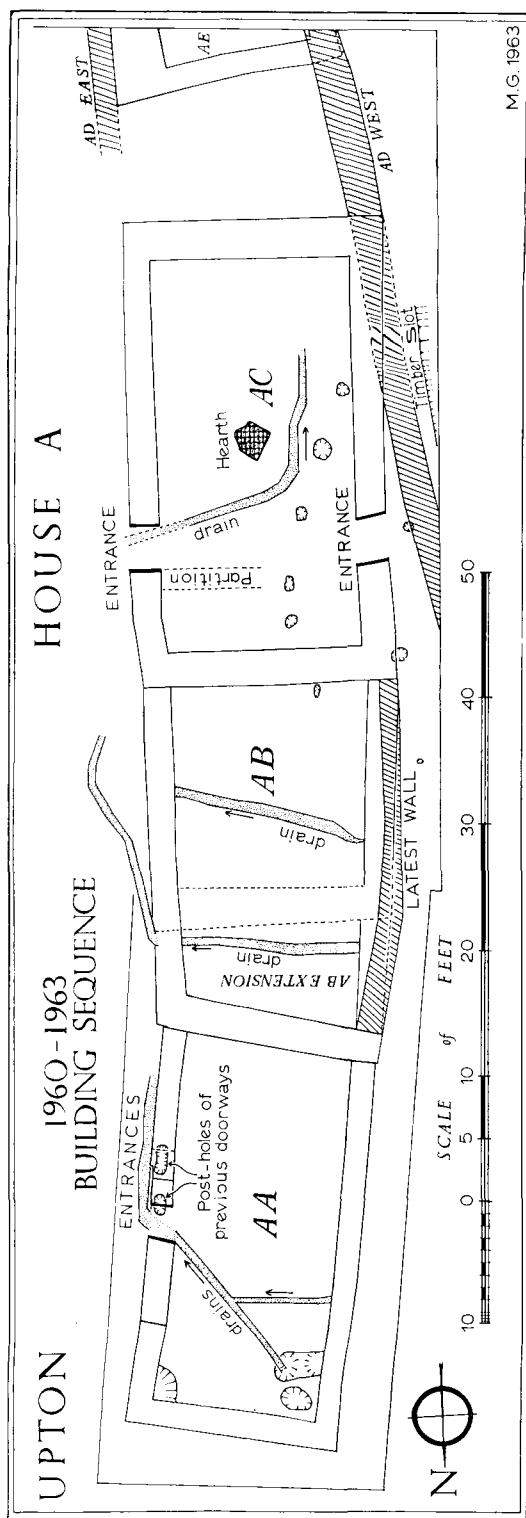 UPTON
1960-1963
BUILDING SEQUENCE
HOUSE A
ENTRANCES
Post-holes of
previous doorways
AA
drains
AB EXTENSION
drain
AB
drain
LATEST WALL
ENTRANCE
Partition
drain
Hearth
AC
ENTRANCE
Timber Slot
AD EAST
AE
AD WEST
N
SCALE of FEET
10 0 5 10 20 30 40 50
M.G. 1963